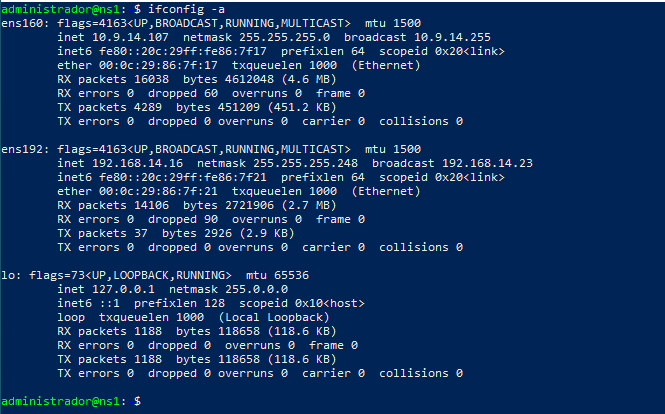 administrador@ns1: $ ifconfig -a
ens160: flags=4163<UP,BROADCAST,RUNNING,MULTICAST>  mtu 1500
        inet 10.9.14.107  netmask 255.255.255.0  broadcast 10.9.14.255
        inet6 fe80::20c:29ff:fe86:7f17  prefixlen 64  scopeid 0x20<link>
        ether 00:0c:29:86:7f:17  txqueuelen 1000  (Ethernet)
        RX packets 16038  bytes 4612048 (4.6 MB)
        RX errors 0  dropped 60  overruns 0  frame 0
        TX packets 4289  bytes 451209 (451.2 KB)
        TX errors 0  dropped 0 overruns 0  carrier 0  collisions 0

ens192: flags=4163<UP,BROADCAST,RUNNING,MULTICAST>  mtu 1500
        inet 192.168.14.16  netmask 255.255.255.248  broadcast 192.168.14.23
        inet6 fe80::20c:29ff:fe86:7f21  prefixlen 64  scopeid 0x20<link>
        ether 00:0c:29:86:7f:21  txqueuelen 1000  (Ethernet)
        RX packets 14106  bytes 2721906 (2.7 MB)
        RX errors 0  dropped 90  overruns 0  frame 0
        TX packets 37  bytes 2926 (2.9 KB)
        TX errors 0  dropped 0 overruns 0  carrier 0  collisions 0

lo: flags=73<UP,LOOPBACK,RUNNING>  mtu 65536
        inet 127.0.0.1  netmask 255.0.0.0
        inet6 ::1  prefixlen 128  scopeid 0x10<host>
        loop  txqueuelen 1000  (Local Loopback)
        RX packets 1188  bytes 118658 (118.6 KB)
        RX errors 0  dropped 0  overruns 0  frame 0
        TX packets 1188  bytes 118658 (118.6 KB)
        TX errors 0  dropped 0 overruns 0  carrier 0  collisions 0

administrador@ns1: $